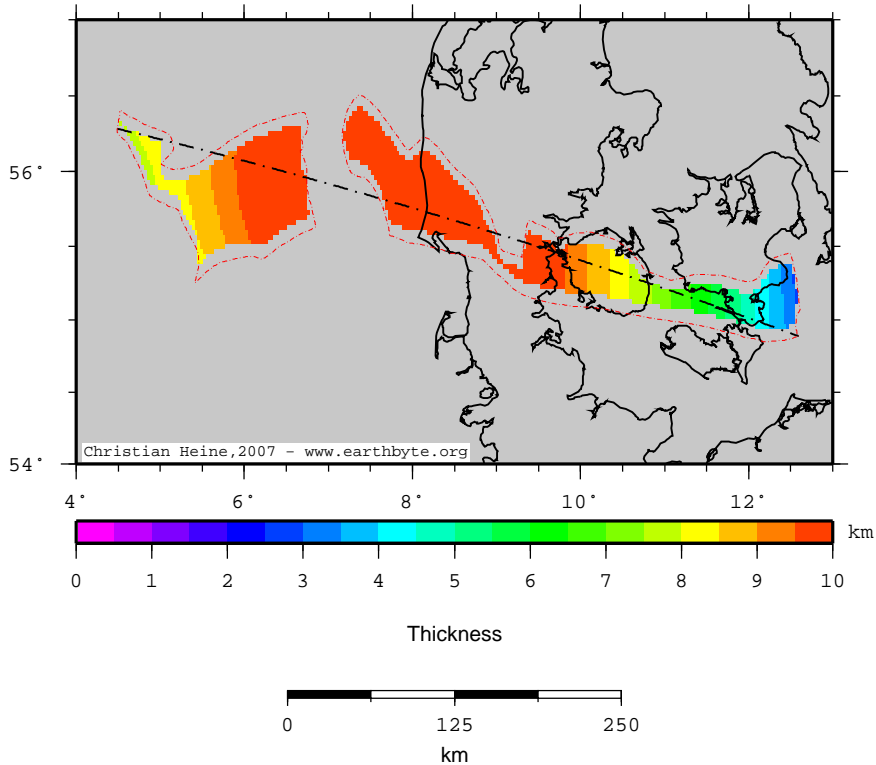 56˚
54˚
Christian Heine,2007 - www.earthbyte.org
4˚ 6˚ 8˚ 10˚ 12˚
km
0 1 2 3 4 5 6 7 8 9 10
Thickness
0 125 250
km